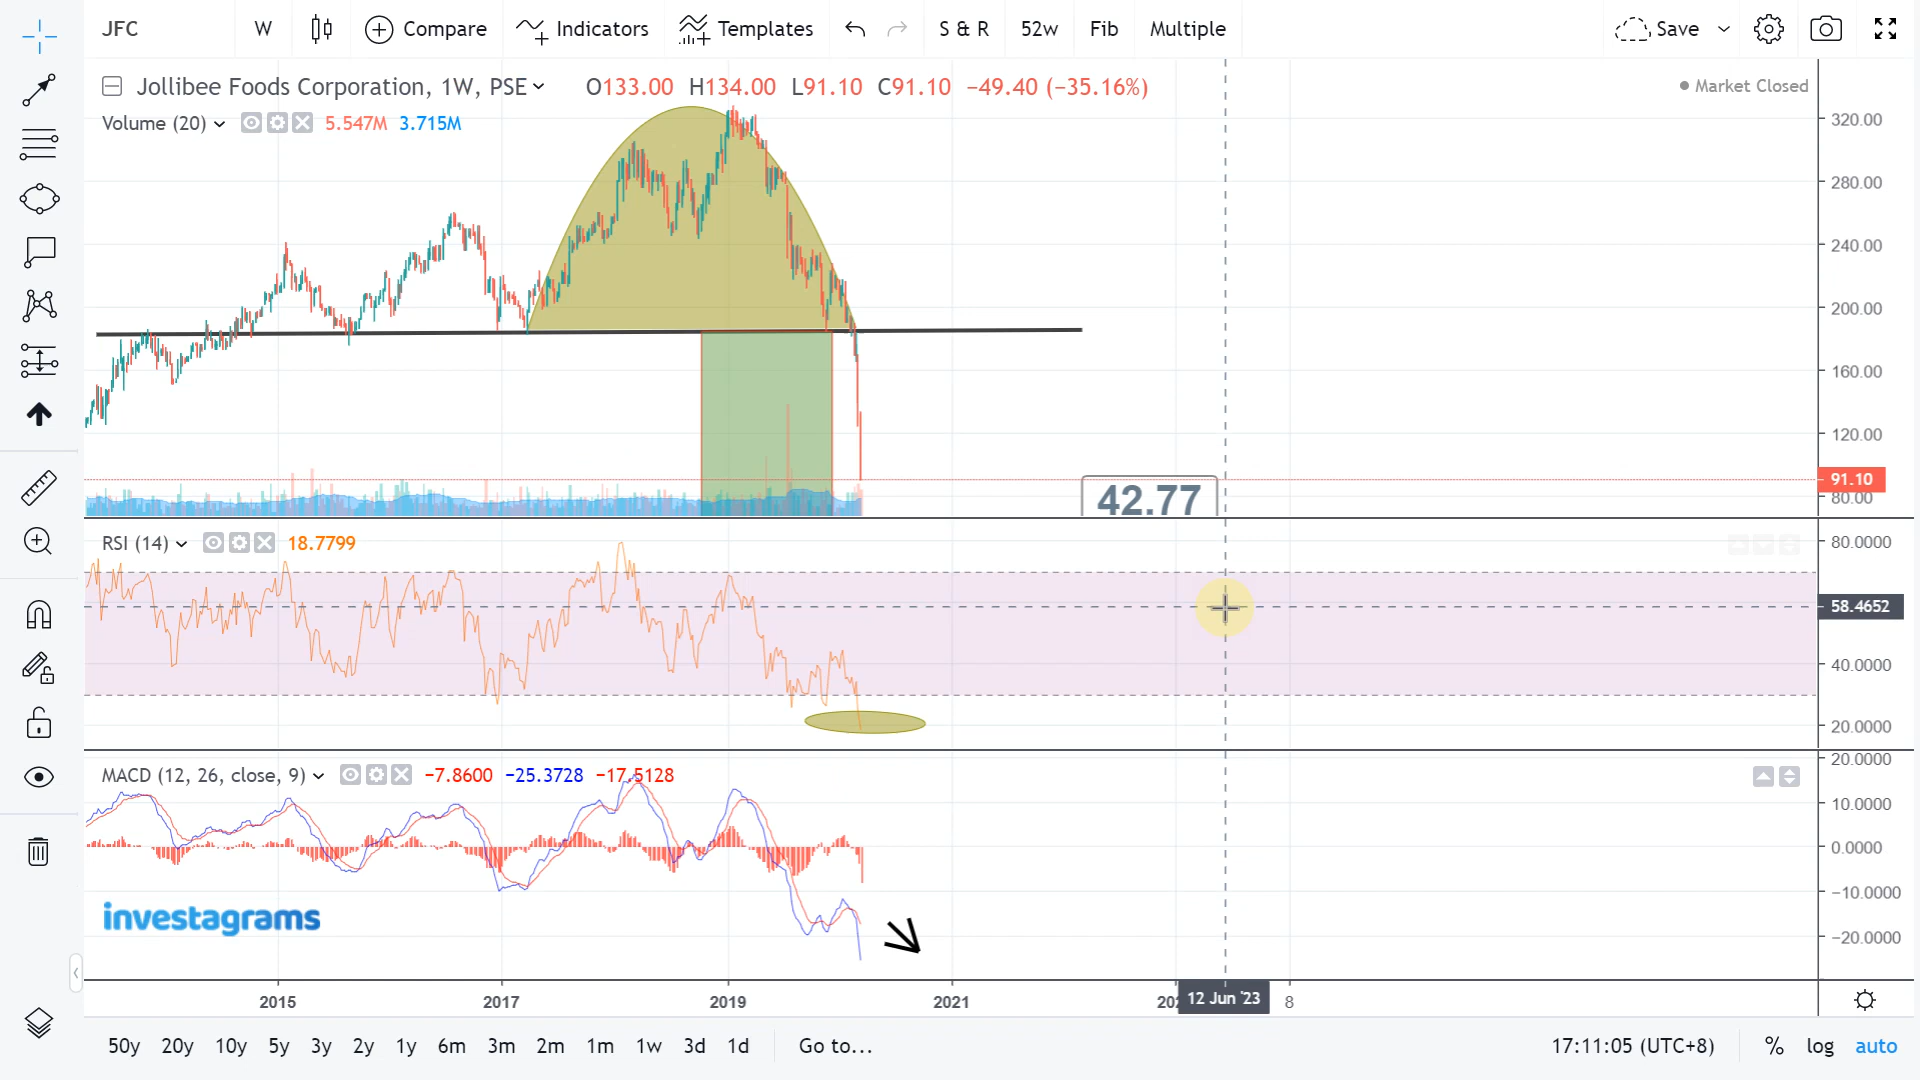 JFC W Compare Indicators Templates S & R 52w Fib Multiple Save
Jollibee Foods Corporation, 1W, PSE O133.00 H134.00 L91.10 C91.10 −49.40 (−35.16%) Market Closed
Volume (20) 5.547M 3.715M
320.00
280.00
240.00
200.00
160.00
120.00
91.10
80.00
42.77
RSI (14) 18.7799
80.0000
58.4652
40.0000
20.0000
MACD (12, 26, close, 9) −7.8600 −25.3728 −17.5128
20.0000
10.0000
0.0000
−10.0000
−20.0000
investagrams
2015 2017 2019 2021 12 Jun '23 8
50y 20y 10y 5y 3y 2y 1y 6m 3m 2m 1m 1w 3d 1d Go to... 17:11:05 (UTC+8) % log auto